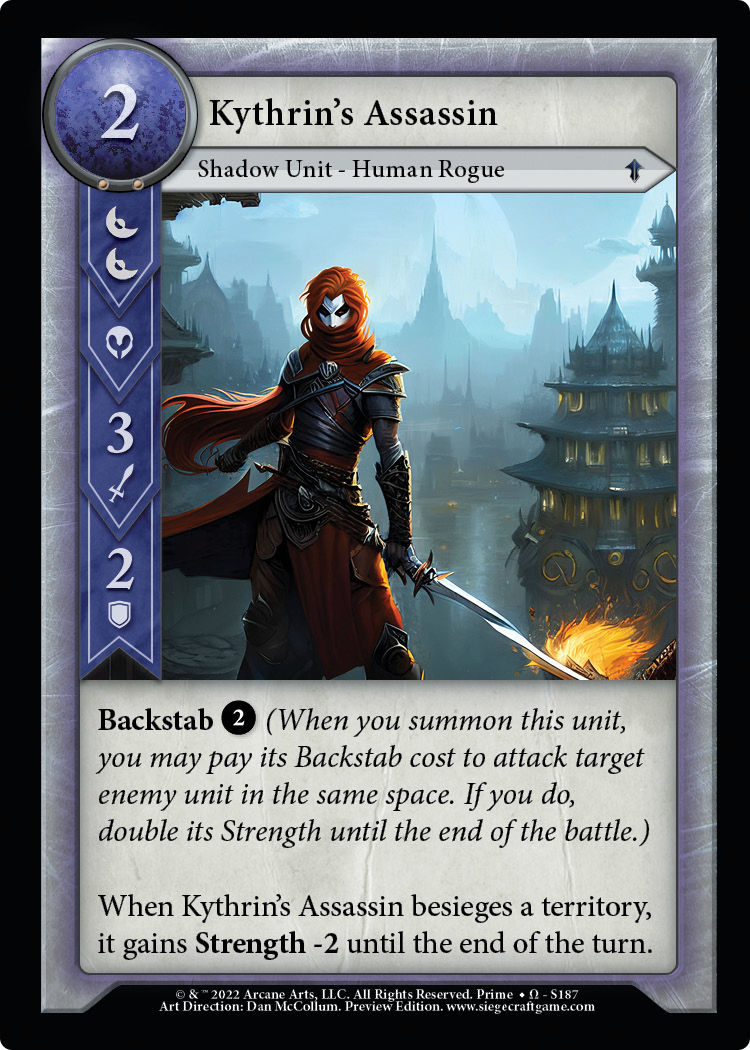 2
Kythrin’s Assassin
Shadow Unit - Human Rogue
3
2
Backstab 2 (When you summon this unit,
you may pay its Backstab cost to attack target
enemy unit in the same space. If you do,
double its Strength until the end of the battle.)
When Kythrin’s Assassin besieges a territory,
it gains Strength -2 until the end of the turn.
© & ™ 2022 Arcane Arts, LLC. All Rights Reserved. Prime ⬥ Ω - S187
Art Direction: Dan McCollum. Preview Edition. www.siegecraftgame.com